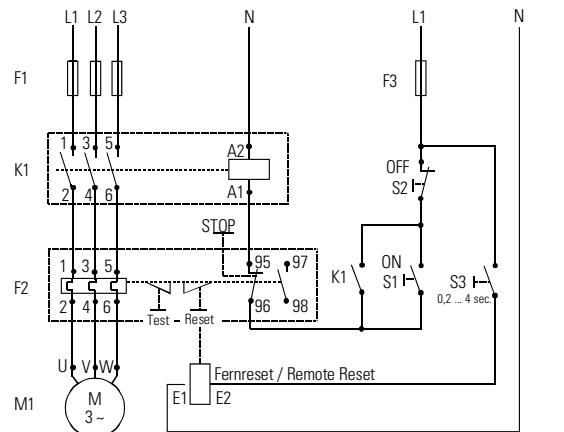 L1 L2 L3 N L1 N
F1 F3
1 3 5 A2
K1 OFF
S2
2 4 6 A1
STOP
1 3 5 95 97 K1 ON
S1 S3
0,2 ... 4 sec.
F2
2 4 6 Test Reset 96 98
U V W Fernreset / Remote Reset
M1 M E1 E2
3 ~